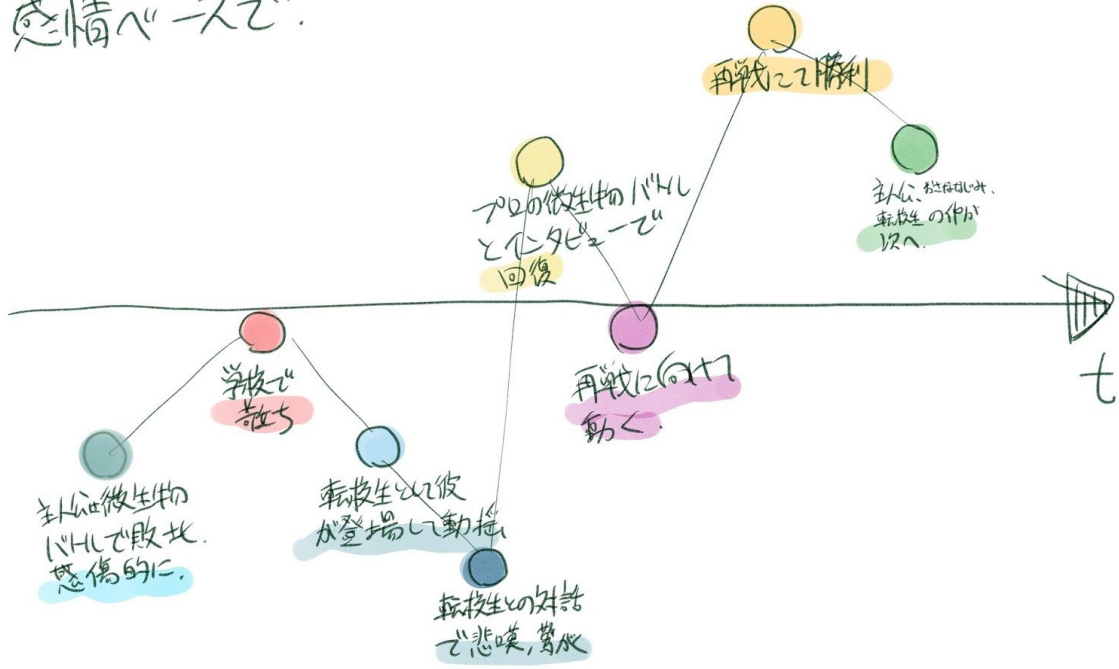 感情ベースで.
再戦にて勝利
主人公、おさななじみ、
転校生の仲が
次へ.
プロの微生物バトル
とインタビューで
回復
学校で
苛立ち
再戦に向けて
動く.
主人公は微生物
バトルで敗北.
感傷的に.
転校生として彼
が登場して動揺
転校生との対話
で悲嘆,驚が
t